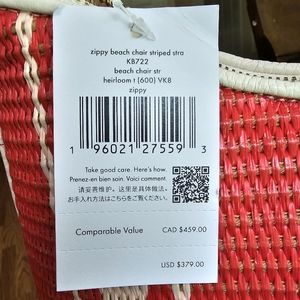 zippy beach chair striped stra
KB722
beach chair str
heirloom t (600) VK8
zippy
1 96021 27559 3
Take good care. Here's how.
Prenez-en bien soin. Voici comment.
请妥善维护。这里是具体做法。
お手入れ方法はこちらをご覧ください。
Comparable Value CAD $459.00
USD $379.00